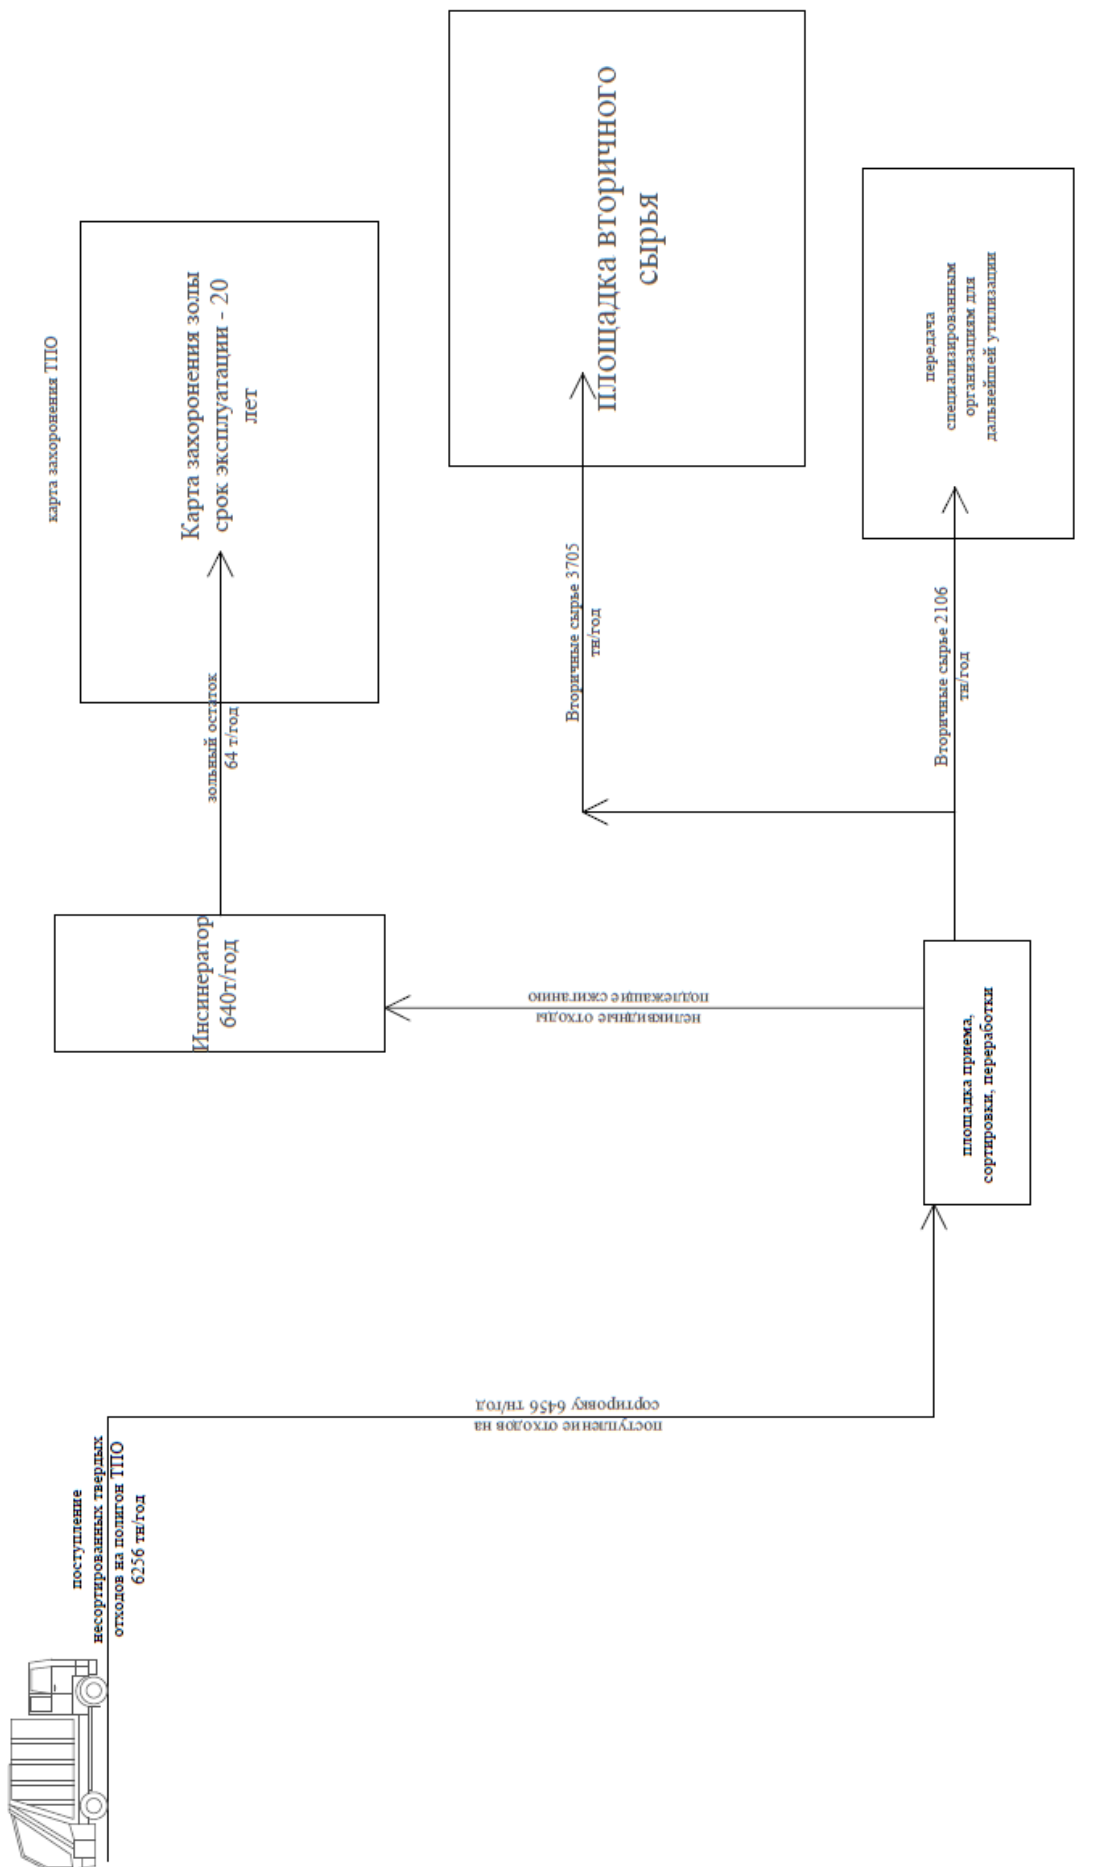 карта захоронения ТПО
Карта захоронения золы
срок эксплуатации - 20
лет
зольный остаток
64 т/год
Инсинератор
640т/год
ПЛОЩАДКА ВТОРИЧНОГО
сырья
Вторичные сырье 3705
тн/год
передача
специализированным
организациям для
дальнейшей утилизации
Вторичные сырье 2106
тн/год
неликвидные отходы
подлежащие сжиганию
площадка приема,
сортировки, переработки
поступление отходов на
сортировку 6456 тн/год
поступление
несортированных твердых
отходов на полигон ТПО
6256 тн/год